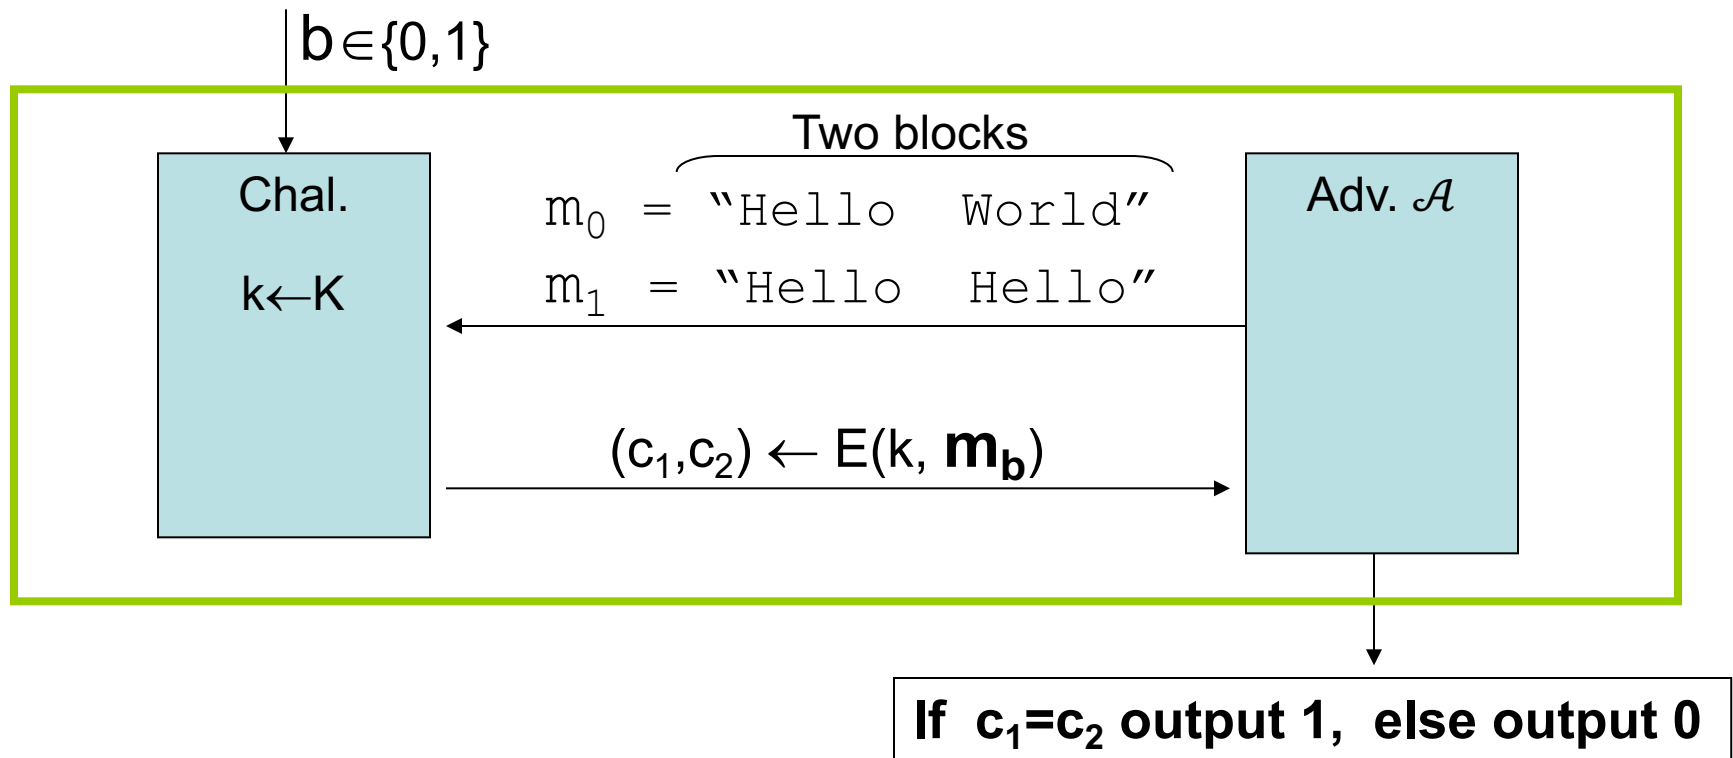 b∈{0,1}
Two blocks
Chal.
m₀ = “Hello World”
Adv. 𝒜
k←K
m₁ = “Hello Hello”
(c₁,c₂) ← E(k, m_b)
If c₁=c₂ output 1, else output 0